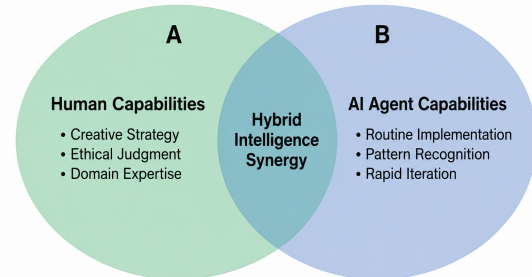 A
B
Human Capabilities
• Creative Strategy
• Ethical Judgment
• Domain Expertise
Hybrid
Intelligence
Synergy
AI Agent Capabilities
• Routine Implementation
• Pattern Recognition
• Rapid Iteration